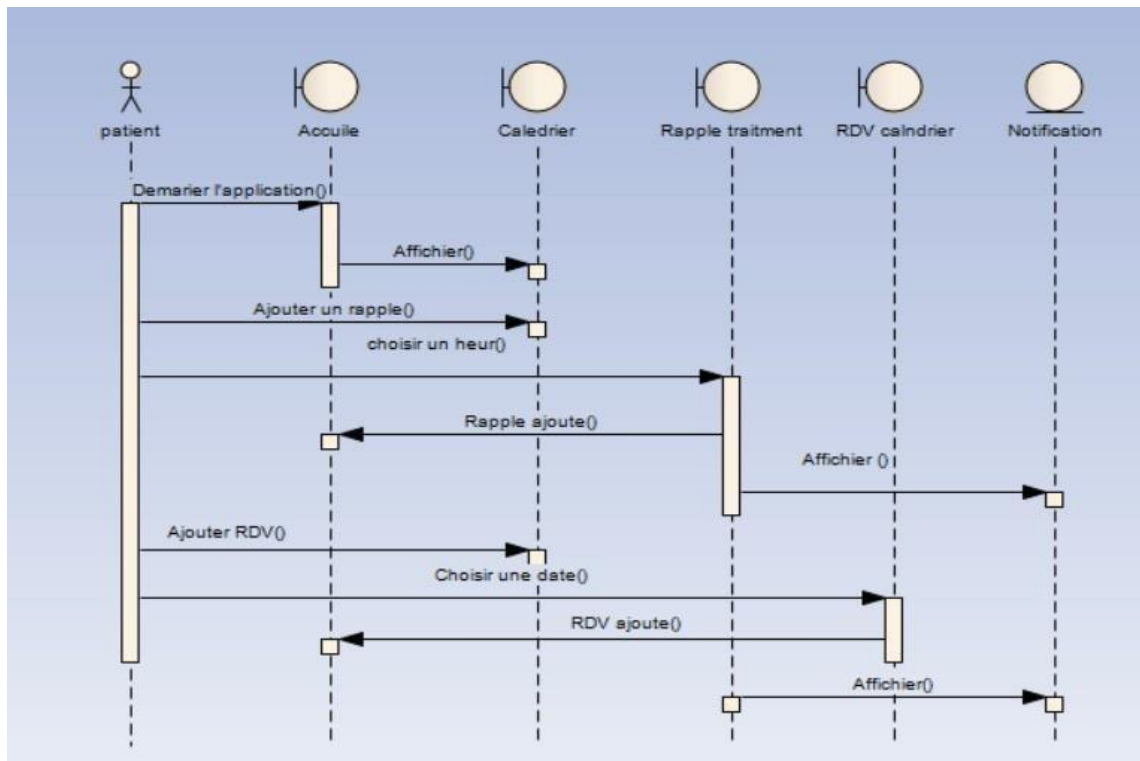 patient
Accuile
Caledrier
Rapple traitment
RDV calndrier
Notification
Demarier l'application()
Affichier()
Ajouter un rapple()
choisir un heur()
Rapple ajoute()
Affichier ()
Ajouter RDV()
Choisir une date()
RDV ajoute()
Affichier()